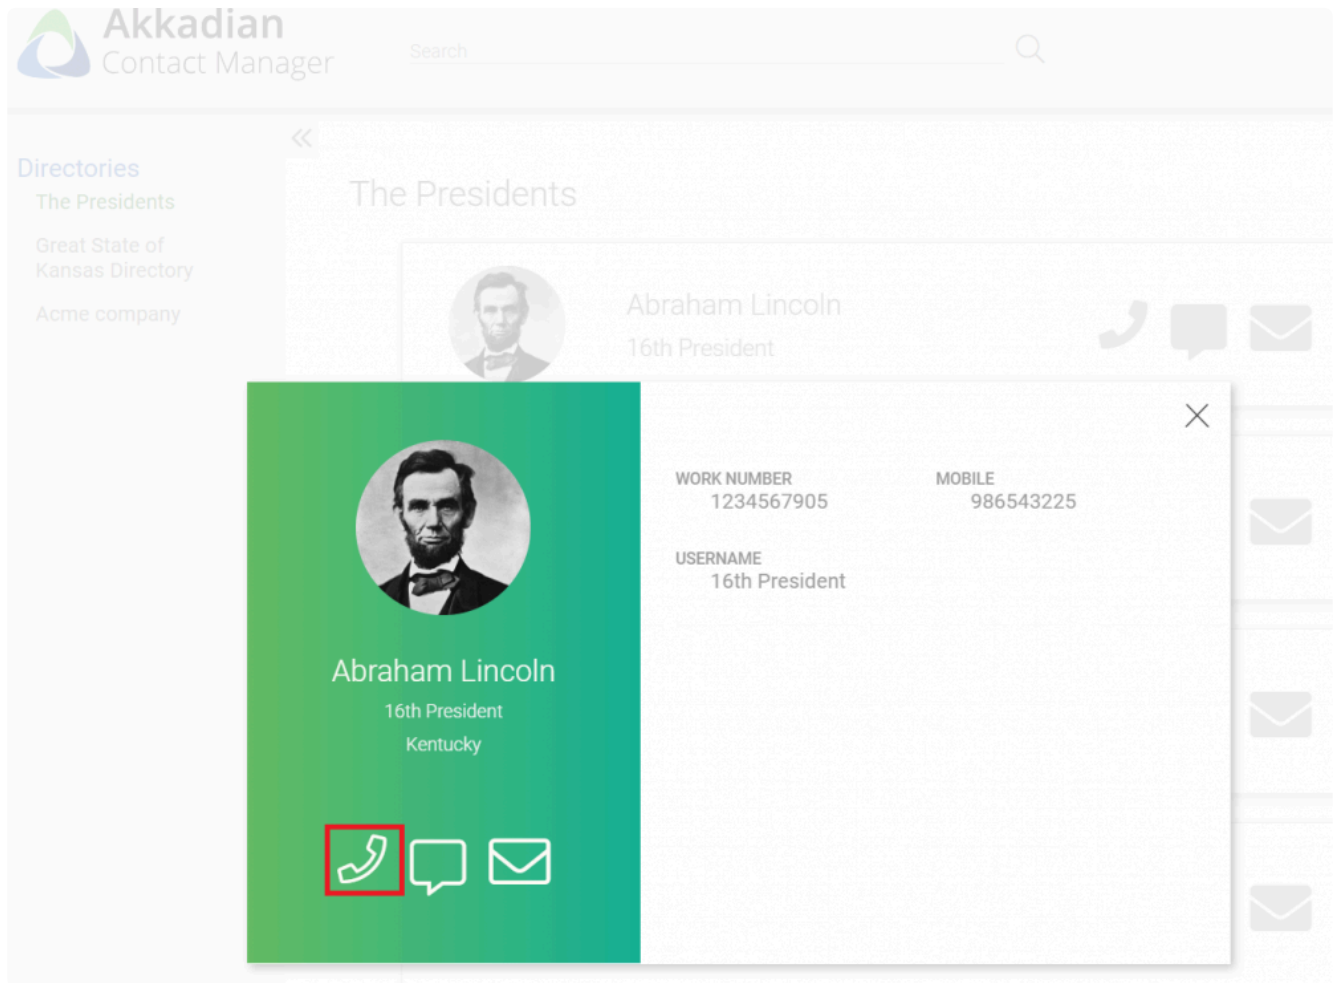 Akkadian
Contact Manager
Search
Directories
The Presidents
Great State of
Kansas Directory
Acme company
The Presidents
Abraham Lincoln
16th President
Abraham Lincoln
16th President
Kentucky
WORK NUMBER
1234567905
MOBILE
986543225
USERNAME
16th President